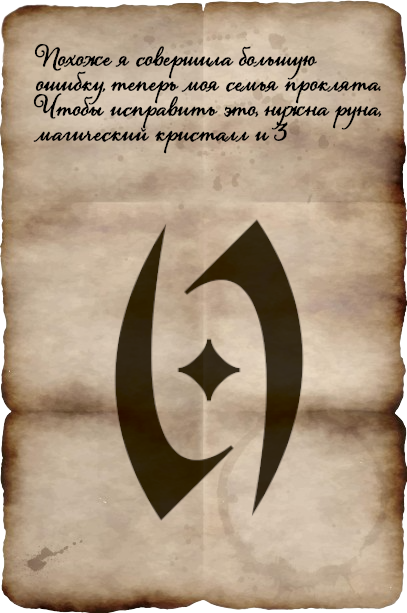 Похоже я совершила большую
ошибку, теперь моя семья проклята.
Чтобы исправить это, нужна руна,
магический кристалл и 3